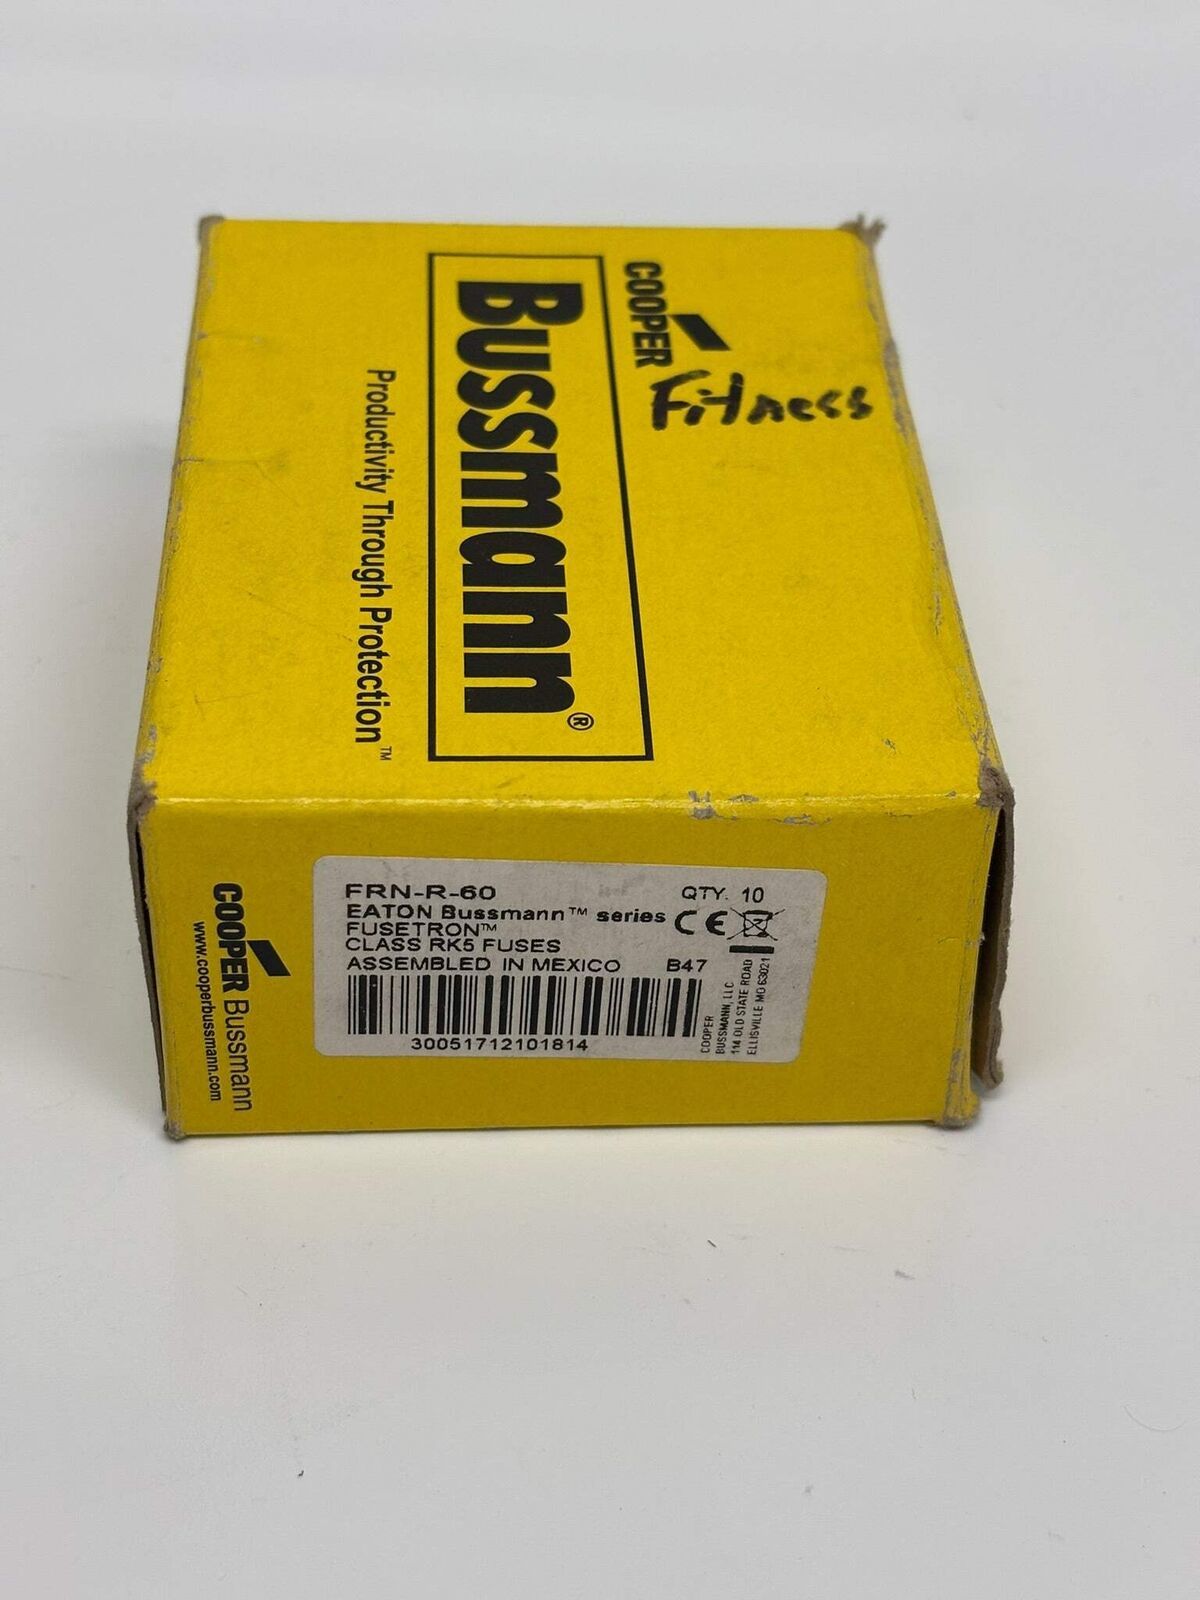 COOPER
Fitness
Bussmann®
Productivity Through Protection™
COOPER Bussmann
www.cooperbussmann.com
FRN-R-60 QTY. 10
EATON Bussmann™ series
FUSETRON™
CLASS RK5 FUSES
CE
ASSEMBLED IN MEXICO B47
30051712101814
COOPER
BUSSMANN, LLC
114 OLD STATE ROAD
ELLISVILLE MO 63021